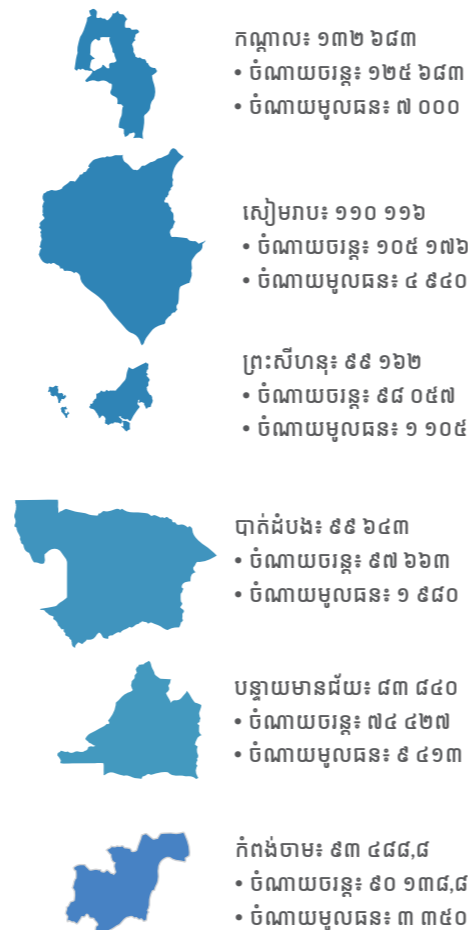 កណ្តាល៖ ១៣២ ៦៨៣
• ចំណាយចរន្ត៖ ១២៥ ៦៨៣
• ចំណាយមូលធន៖ ៧ ០០០
សៀមរាប៖ ១១០ ១១៦
• ចំណាយចរន្ត៖ ១០៥ ១៧៦
• ចំណាយមូលធន៖ ៤ ៩៤០
ព្រះសីហនុ៖ ៩៩ ១៦២
• ចំណាយចរន្ត៖ ៩៨ ០៥៧
• ចំណាយមូលធន៖ ១ ១០៥
បាត់ដំបង៖ ៩៩ ៦៤៣
• ចំណាយចរន្ត៖ ៩៧ ៦៦៣
• ចំណាយមូលធន៖ ១ ៩៨០
បន្ទាយមានជ័យ៖ ៨៣ ៨៤០
• ចំណាយចរន្ត៖ ៧៤ ៤២៧
• ចំណាយមូលធន៖ ៩ ៤១៣
កំពង់ចាម៖ ៩៣ ៤៨៨,៨
• ចំណាយចរន្ត៖ ៩០ ១៣៨,៨
• ចំណាយមូលធន៖ ៣ ៣៥០